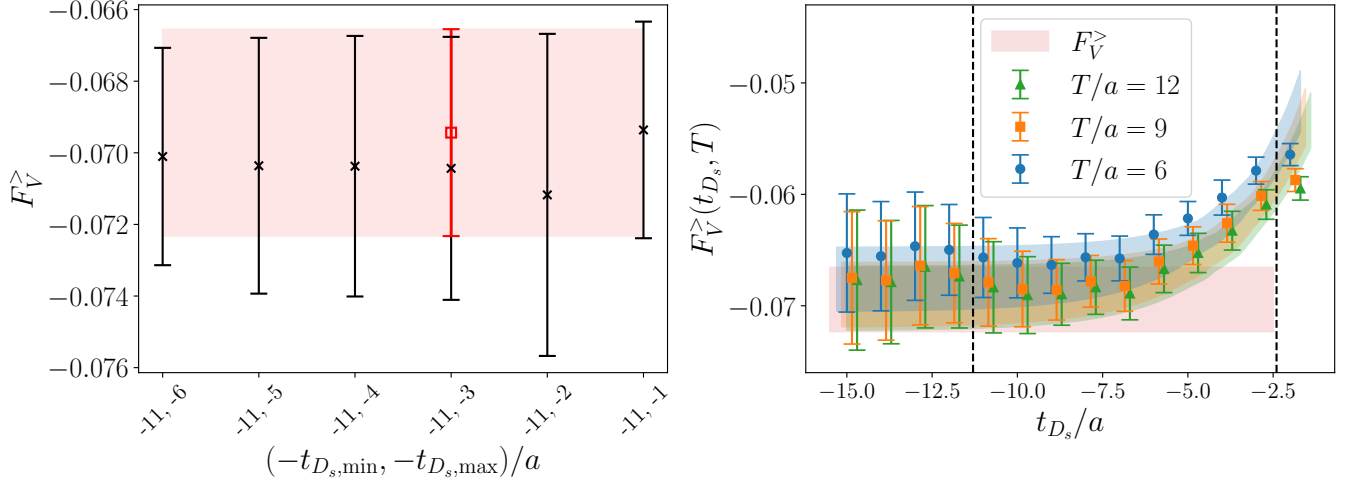 −0.066
−0.068
−0.070
−0.072
−0.074
−0.076
F_V^>
-11, -6
-11, -5
-11, -4
-11, -3
-11, -2
-11, -1
(−t_{D_s,min}, −t_{D_s,max})/a
−0.05
−0.06
−0.07
F_V^>(t_{D_s}, T)
F_V^>
T/a = 12
T/a = 9
T/a = 6
−15.0
−12.5
−10.0
−7.5
−5.0
−2.5
t_{D_s}/a